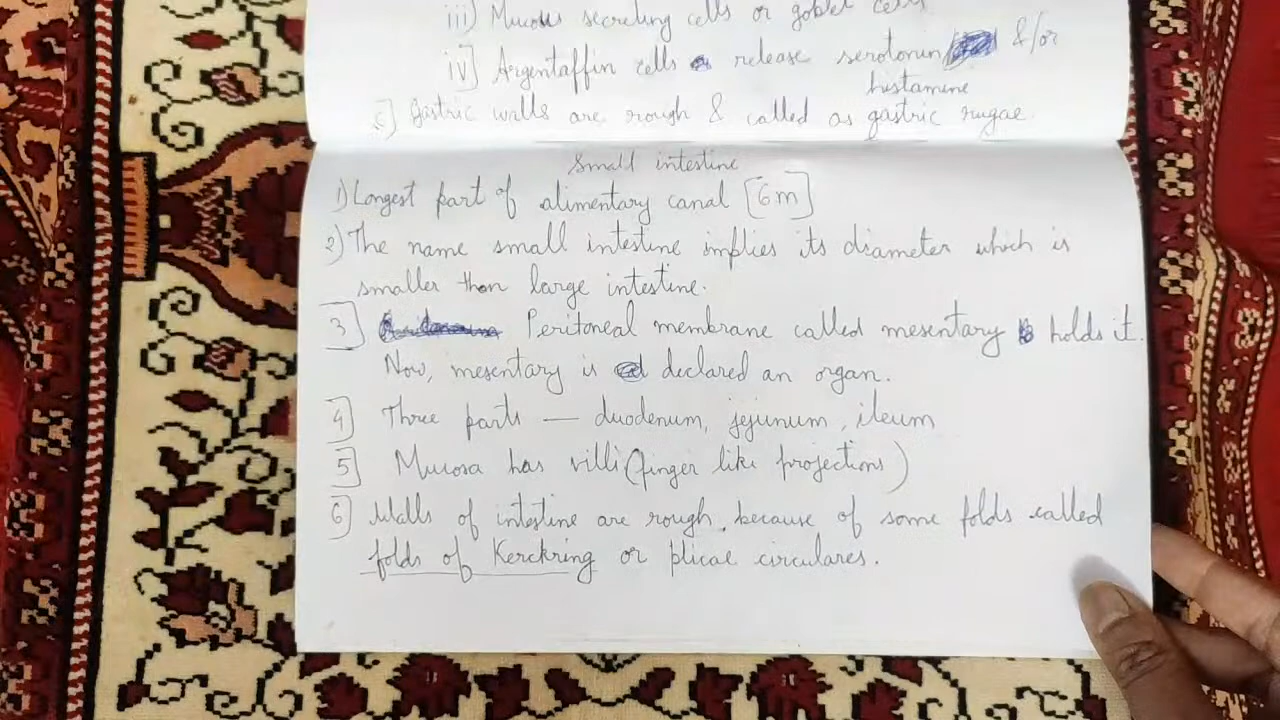 iii) Mucous secreting cells or goblet cells
iv] Argentaffin cells release serotonin &/or
histamine
c] Gastric walls are rough & called as gastric rugae.
Small intestine
1) Longest part of alimentary canal [6m]
2) The name small intestine implies its diameter which is
smaller than large intestine.
3] Peritoneal membrane called mesentary holds it.
Now, mesentary is declared an organ.
4] Three parts — duodenum, jejunum, ileum
5] Mucosa has villi (finger like projections)
6] Walls of intestine are rough, because of some folds called
folds of Kerckring or plicae circulares.